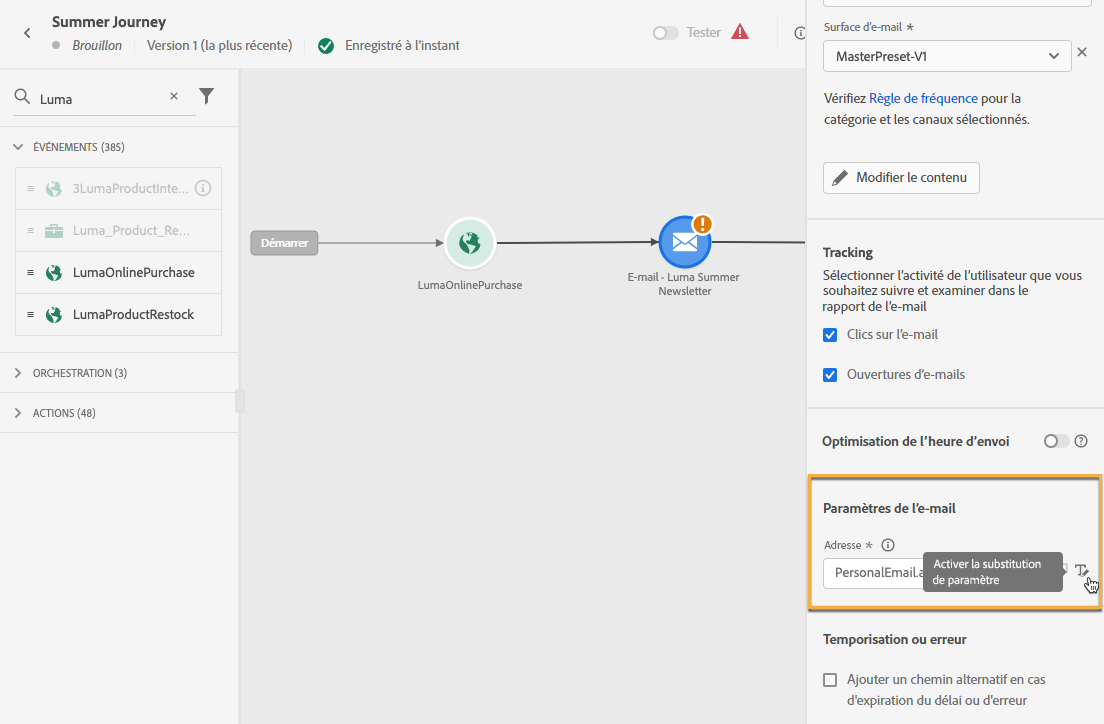 Summer Journey
Brouillon
Version 1 (la plus récente)
Enregistré à l'instant
Tester
Luma
ÉVÉNEMENTS (385)
3LumaProductInte...
Luma_Product_Re...
LumaOnlinePurchase
LumaProductRestock
ORCHESTRATION (3)
ACTIONS (48)
Démarrer
LumaOnlinePurchase
E-mail - Luma Summer
Newsletter
Surface d'e-mail *
MasterPreset-V1
Vérifiez Règle de fréquence pour la
catégorie et les canaux sélectionnés.
Modifier le contenu
Tracking
Sélectionner l'activité de l'utilisateur que vous
souhaitez suivre et examiner dans le
rapport de l'e-mail
Clics sur l'e-mail
Ouvertures d'e-mails
Optimisation de l'heure d'envoi
Paramètres de l'e-mail
Adresse *
PersonalEmail.a
Activer la substitution
de paramètre
Temporisation ou erreur
Ajouter un chemin alternatif en cas
d'expiration du délai ou d'erreur